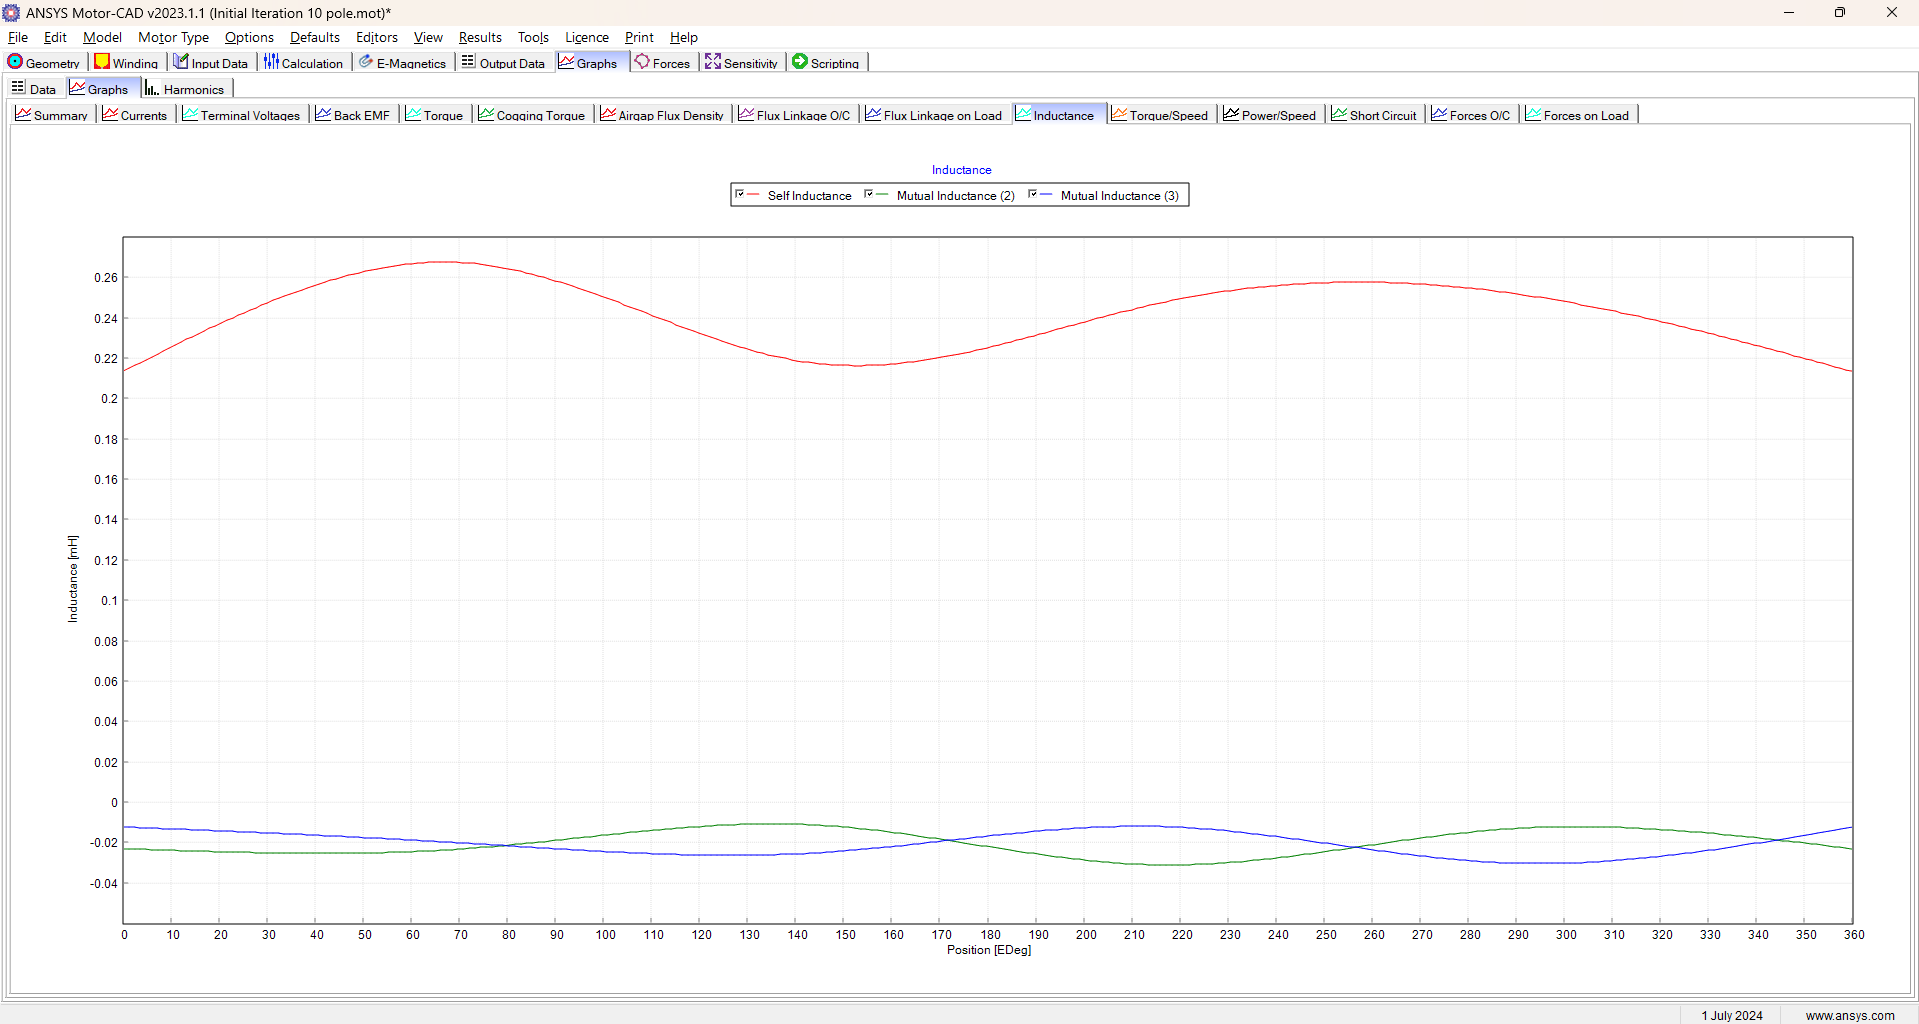 ANSYS Motor-CAD v2023.1.1 (Initial Iteration 10 pole.mot)*
File Edit Model Motor Type Options Defaults Editors View Results Tools Licence Print Help
Geometry Winding Input Data Calculation E-Magnetics Output Data Graphs Forces Sensitivity Scripting
Data Graphs Harmonics
Summary Currents Terminal Voltages Back EMF Torque Cogging Torque Airgap Flux Density Flux Linkage O/C Flux Linkage on Load Inductance Torque/Speed Power/Speed Short Circuit Forces O/C Forces on Load
Inductance
Self Inductance Mutual Inductance (2) Mutual Inductance (3)
0.26
0.24
0.22
0.2
0.18
0.16
0.14
0.12
0.1
0.08
0.06
0.04
0.02
0
-0.02
-0.04
Inductance [mH]
0 10 20 30 40 50 60 70 80 90 100 110 120 130 140 150 160 170 180 190 200 210 220 230 240 250 260 270 280 290 300 310 320 330 340 350 360
Position [EDeg]
1 July 2024 www.ansys.com